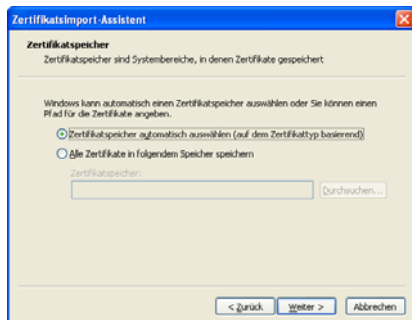 Zertifikatsimport-Assistent
Zertifikatspeicher
Zertifikatspeicher sind Systembereiche, in denen Zertifikate gespeichert
Windows kann automatisch einen Zertifikatspeicher auswählen oder Sie können einen
Pfad für die Zertifikate angeben.
Zertifikatspeicher automatisch auswählen (auf dem Zertifikattyp basierend)
Alle Zertifikate in folgendem Speicher speichern
Zertifikatspeicher:
Durchsuchen...
< Zurück Weiter > Abbrechen